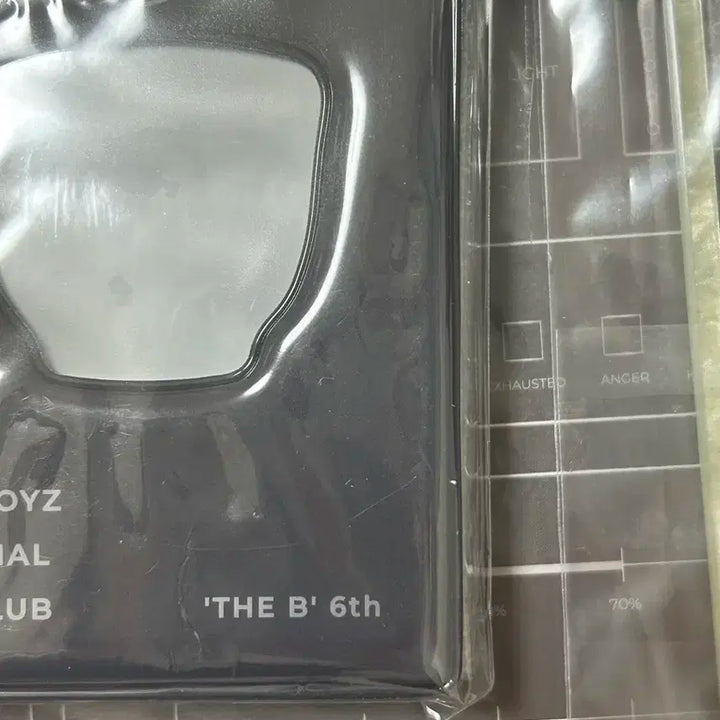 LIGHT
XHAUSTED
ANGER
OYZ
IAL
LUB
'THE B' 6th
%
70%